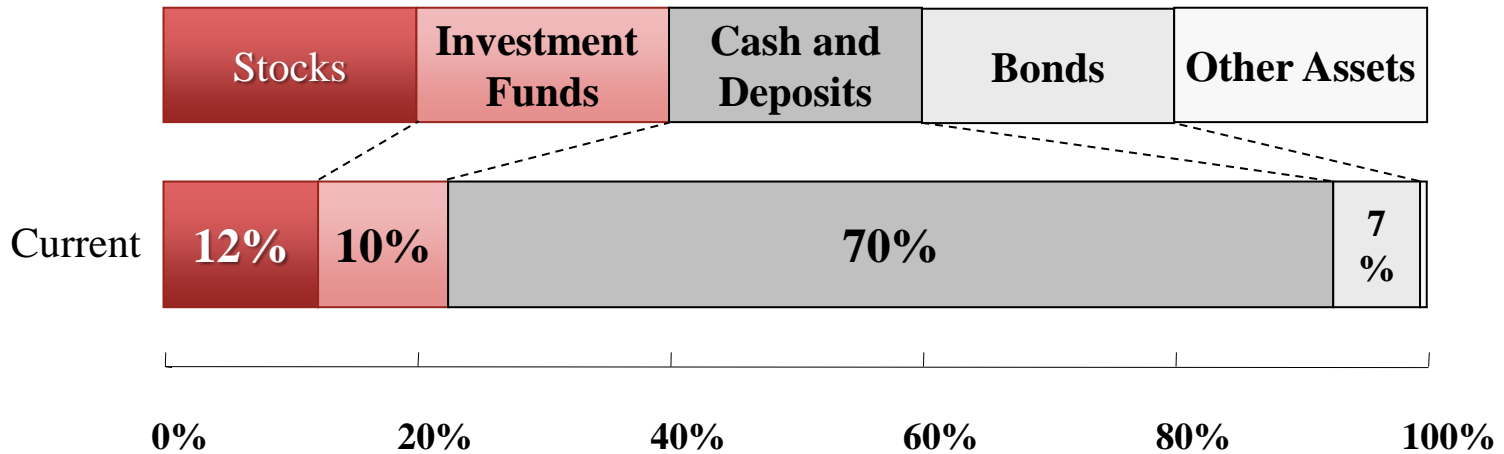 Stocks
Investment
Funds
Cash and
Deposits
Bonds
Other Assets
Current
12%
10%
70%
7
%
0%
20%
40%
60%
80%
100%